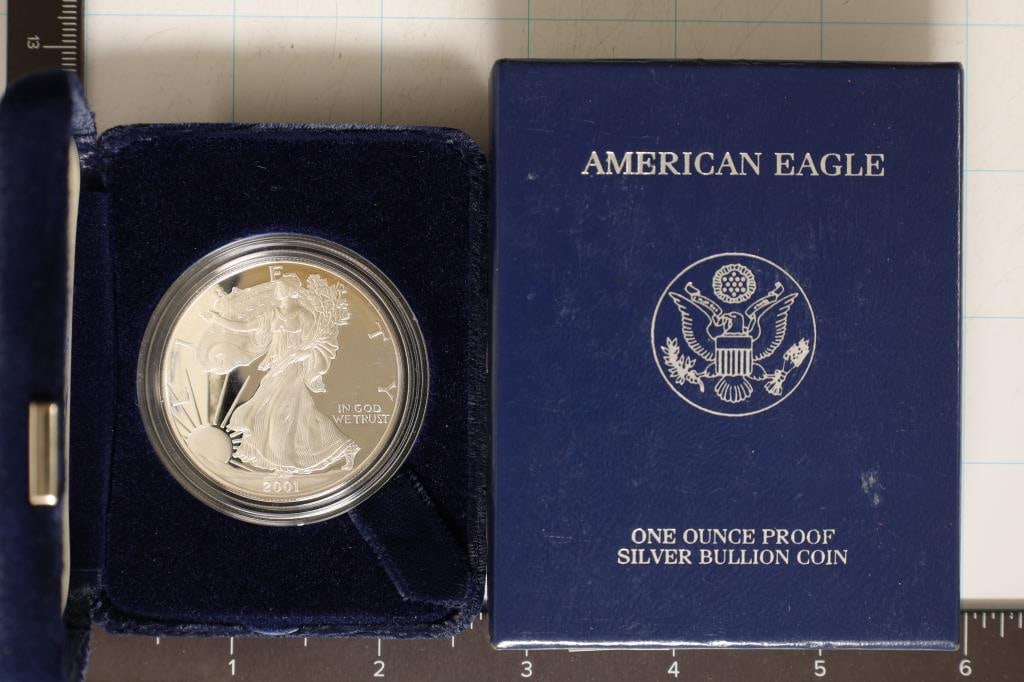 13
LIBERTY
IN GOD
WE TRUST
2001
AMERICAN EAGLE
ONE OUNCE PROOF
SILVER BULLION COIN
1 2 3 4 5 6